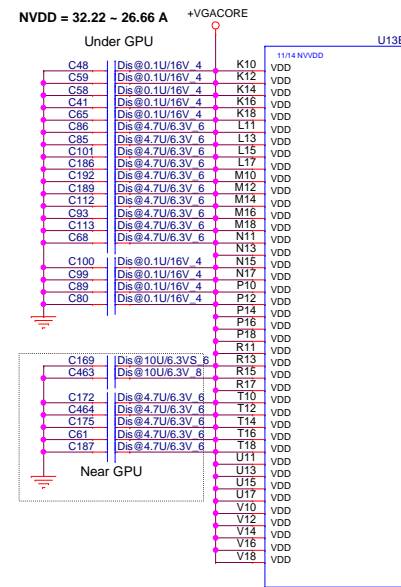 NVDD = 32.22 ~ 26.66 A
+VGACORE
Under GPU
U13E
11/14 NVVDD
C48 Dis@0.1U/16V_4 K10 VDD
C59 Dis@0.1U/16V_4 K12 VDD
C58 Dis@0.1U/16V_4 K14 VDD
C41 Dis@0.1U/16V_4 K16 VDD
C65 Dis@0.1U/16V_4 K18 VDD
C86 Dis@4.7U/6.3V_6 L11 VDD
C85 Dis@4.7U/6.3V_6 L13 VDD
C101 Dis@4.7U/6.3V_6 L15 VDD
C186 Dis@4.7U/6.3V_6 L17 VDD
C192 Dis@4.7U/6.3V_6 M10 VDD
C189 Dis@4.7U/6.3V_6 M12 VDD
C112 Dis@4.7U/6.3V_6 M14 VDD
C93 Dis@4.7U/6.3V_6 M16 VDD
C113 Dis@4.7U/6.3V_6 M18 VDD
C68 Dis@4.7U/6.3V_6 N11 VDD
N13 VDD
C100 Dis@0.1U/16V_4 N15 VDD
C99 Dis@0.1U/16V_4 N17 VDD
C89 Dis@0.1U/16V_4 P10 VDD
C80 Dis@0.1U/16V_4 P12 VDD
P14 VDD
P16 VDD
P18 VDD
R11 VDD
C169 Dis@10U/6.3VS_6 R13 VDD
C463 Dis@10U/6.3V_8 R15 VDD
R17 VDD
C172 Dis@4.7U/6.3V_6 T10 VDD
C464 Dis@4.7U/6.3V_6 T12 VDD
C175 Dis@4.7U/6.3V_6 T14 VDD
C61 Dis@4.7U/6.3V_6 T16 VDD
C187 Dis@4.7U/6.3V_6 T18 VDD
U11 VDD
Near GPU U13 VDD
U15 VDD
U17 VDD
V10 VDD
V12 VDD
V14 VDD
V16 VDD
V18 VDD